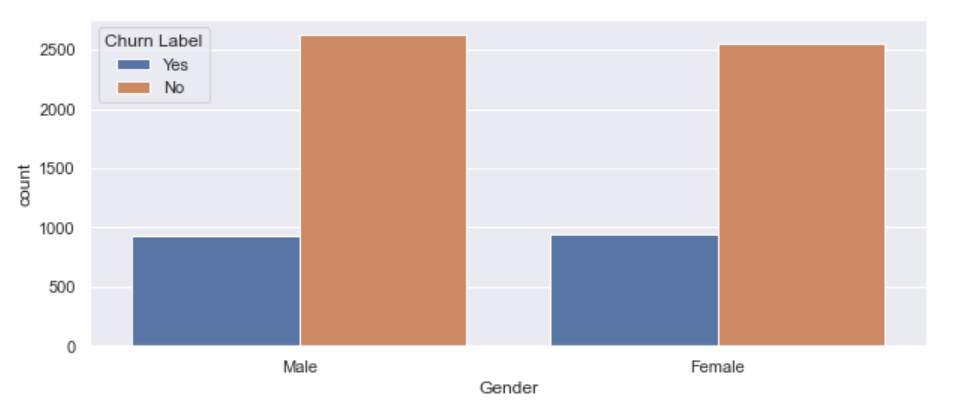 Churn Label
Yes
No
2500
2000
1500
1000
500
0
count
Male Female
Gender